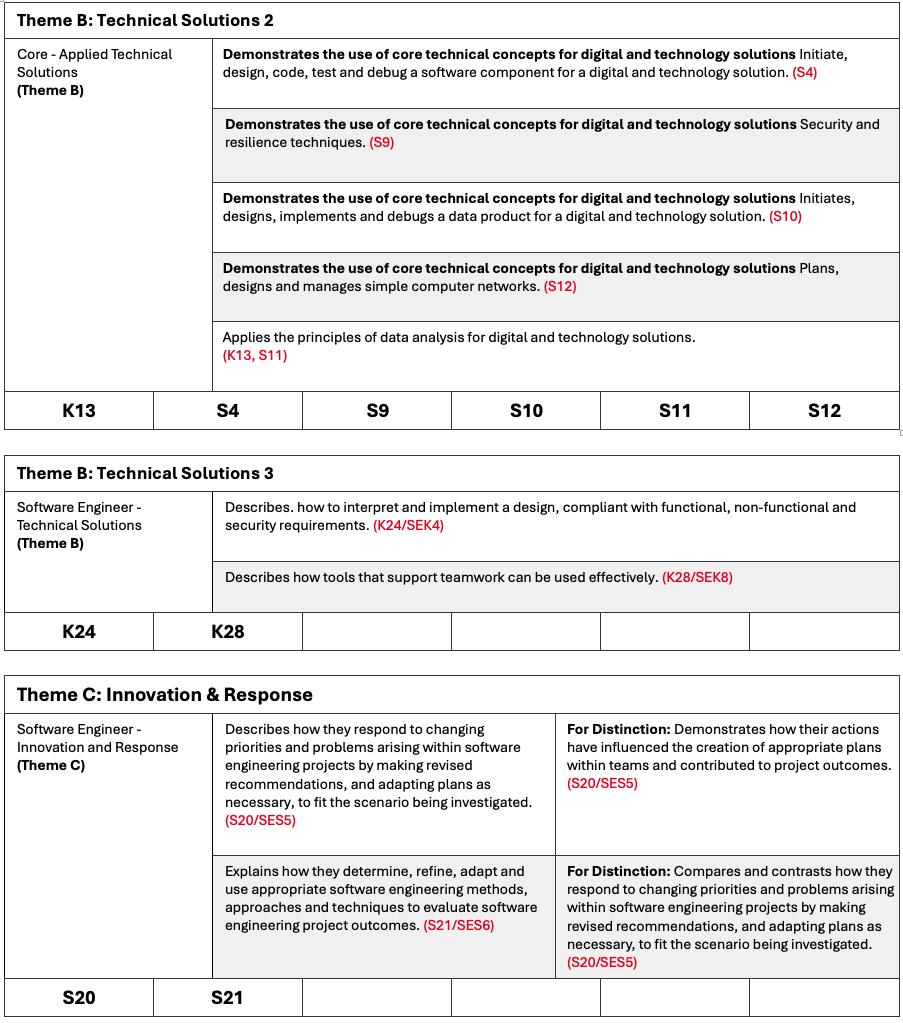 Theme B: Technical Solutions 2
Core - Applied Technical
Solutions
(Theme B)
Demonstrates the use of core technical concepts for digital and technology solutions Initiate,
design, code, test and debug a software component for a digital and technology solution. (S4)
Demonstrates the use of core technical concepts for digital and technology solutions Security and
resilience techniques. (S9)
Demonstrates the use of core technical concepts for digital and technology solutions Initiates,
designs, implements and debugs a data product for a digital and technology solution. (S10)
Demonstrates the use of core technical concepts for digital and technology solutions Plans,
designs and manages simple computer networks. (S12)
Applies the principles of data analysis for digital and technology solutions.
(K13, S11)
K13 S4 S9 S10 S11 S12
Theme B: Technical Solutions 3
Software Engineer -
Technical Solutions
(Theme B)
Describes. how to interpret and implement a design, compliant with functional, non-functional and
security requirements. (K24/SEK4)
Describes how tools that support teamwork can be used effectively. (K28/SEK8)
K24 K28
Theme C: Innovation & Response
Software Engineer -
Innovation and Response
(Theme C)
Describes how they respond to changing
priorities and problems arising within software
engineering projects by making revised
recommendations, and adapting plans as
necessary, to fit the scenario being investigated.
(S20/SES5)
For Distinction: Demonstrates how their actions
have influenced the creation of appropriate plans
within teams and contributed to project outcomes.
(S20/SES5)
Explains how they determine, refine, adapt and
use appropriate software engineering methods,
approaches and techniques to evaluate software
engineering project outcomes. (S21/SES6)
For Distinction: Compares and contrasts how they
respond to changing priorities and problems arising
within software engineering projects by making
revised recommendations, and adapting plans as
necessary, to fit the scenario being investigated.
(S20/SES5)
S20 S21